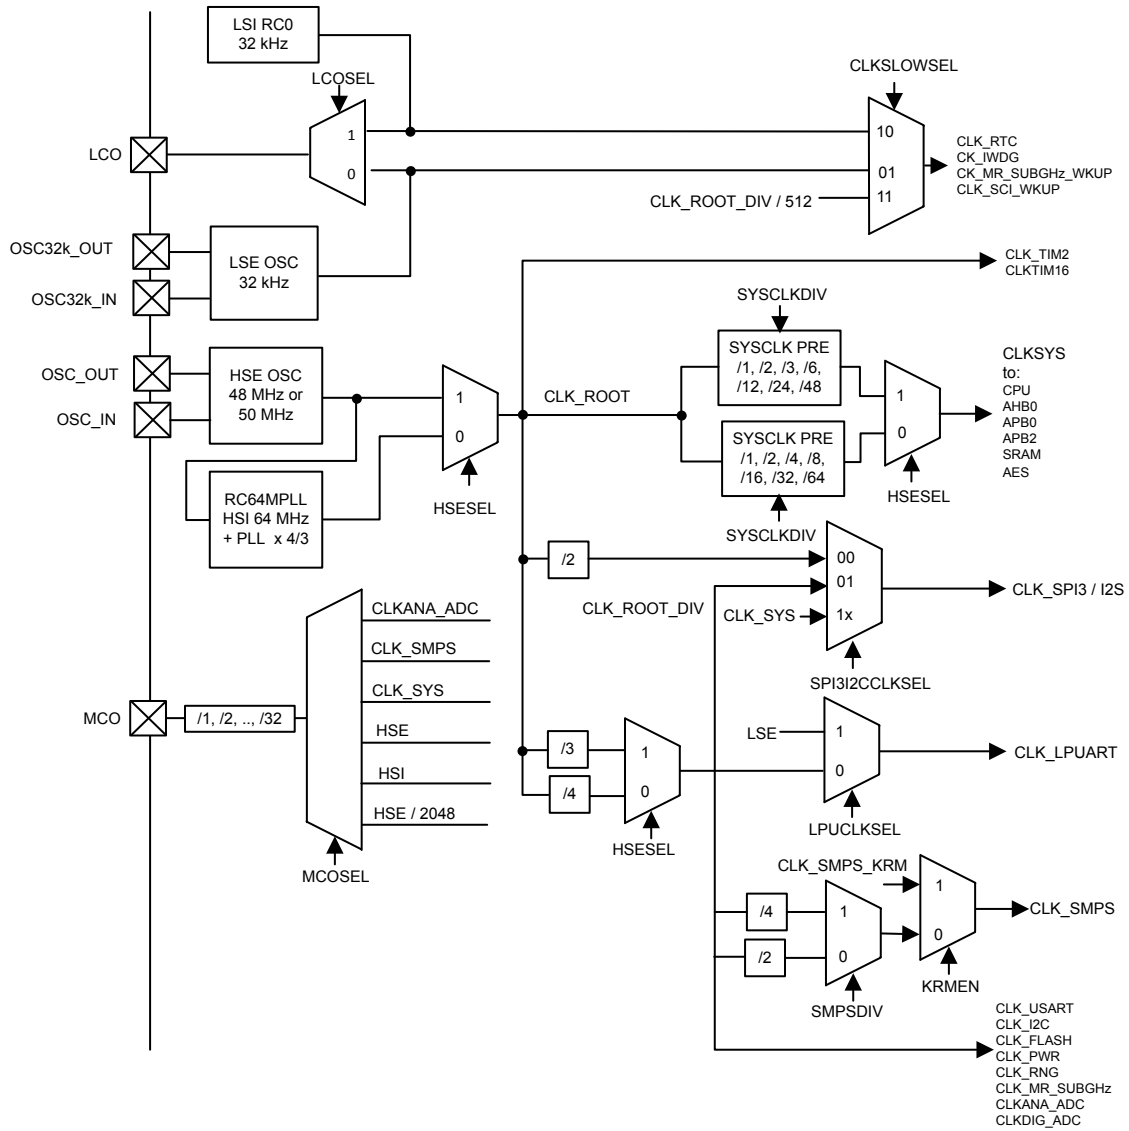 LSI RC0
32 kHz
LCOSEL
CLKSLOWSEL
1
10
LCO
CLK_RTC
CK_IWDG
CK_MR_SUBGHz_WKUP
CLK_SCI_WKUP
0
01
CLK_ROOT_DIV / 512
11
OSC32k_OUT
LSE OSC
32 kHz
OSC32k_IN
CLK_TIM2
CLKTIM16
SYSCLKDIV
SYSCLK PRE
/1, /2, /3, /6,
/12, /24, /48
OSC_OUT
HSE OSC
48 MHz or
50 MHz
OSC_IN
1
0
CLK_ROOT
1
0
CLKSYS
to:
CPU
AHB0
APB0
APB2
SRAM
AES
SYSCLK PRE
/1, /2, /4, /8,
/16, /32, /64
HSESEL
HSESEL
RC64MPLL
HSI 64 MHz
+ PLL x 4/3
SYSCLKDIV
/2
00
01
1x
CLK_ROOT_DIV
CLK_SYS
CLK_SPI3 / I2S
SPI3I2CCLKSEL
CLKANA_ADC
CLK_SMPS
CLK_SYS
HSE
HSI
HSE / 2048
MCO
/1, /2, .., /32
MCOSEL
/3
/4
1
0
HSESEL
LSE
1
0
CLK_LPUART
LPUCLKSEL
CLK_SMPS_KRM
1
0
CLK_SMPS
KRMEN
/4
/2
1
0
SMPSDIV
CLK_USART
CLK_I2C
CLK_FLASH
CLK_PWR
CLK_RNG
CLK_MR_SUBGHz
CLKANA_ADC
CLKDIG_ADC